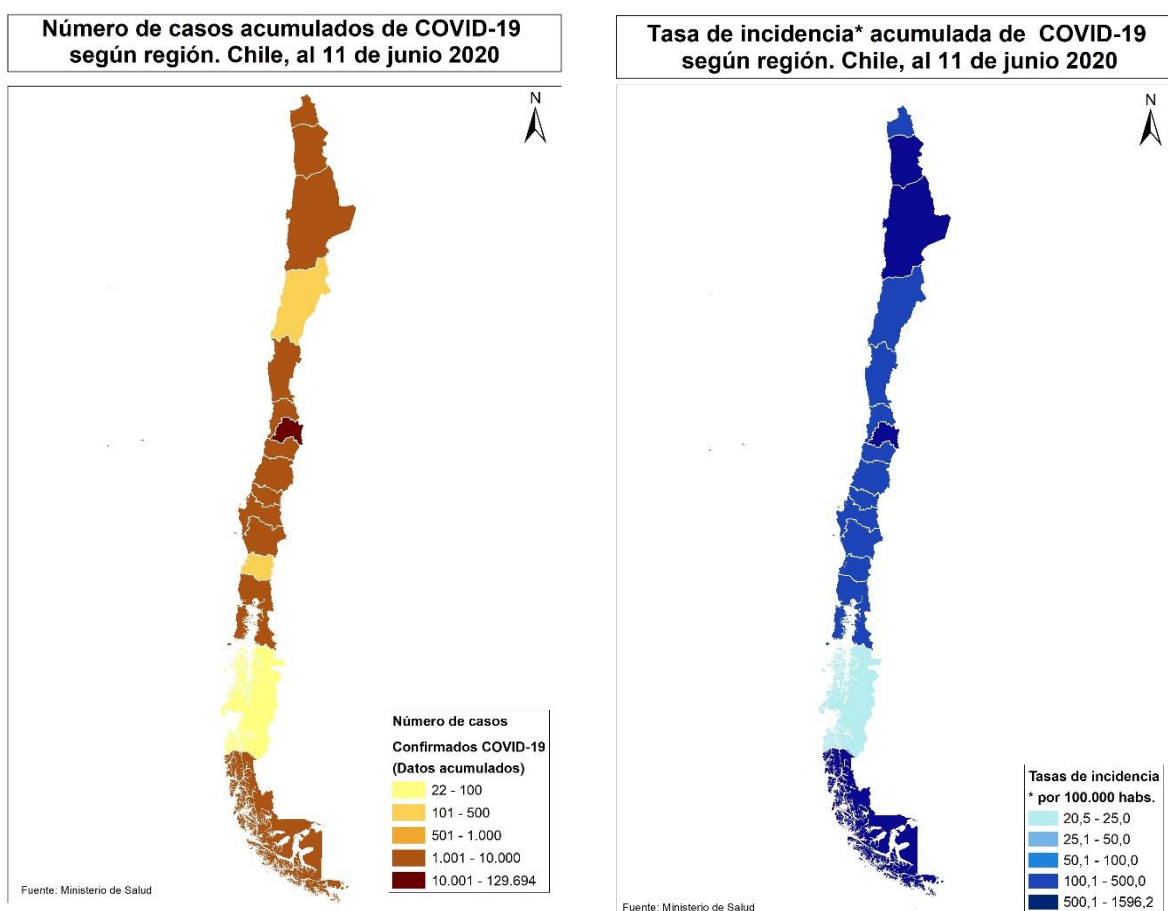 Número de casos acumulados de COVID-19
según región. Chile, al 11 de junio 2020
N
Número de casos
Confirmados COVID-19
(Datos acumulados)
22 - 100
101 - 500
501 - 1.000
1.001 - 10.000
10.001 - 129.694
Fuente: Ministerio de Salud
Tasa de incidencia* acumulada de COVID-19
según región. Chile, al 11 de junio 2020
N
Tasas de incidencia
* por 100.000 habs.
20,5 - 25,0
25,1 - 50,0
50,1 - 100,0
100,1 - 500,0
500,1 - 1596,2
Fuente: Ministerio de Salud